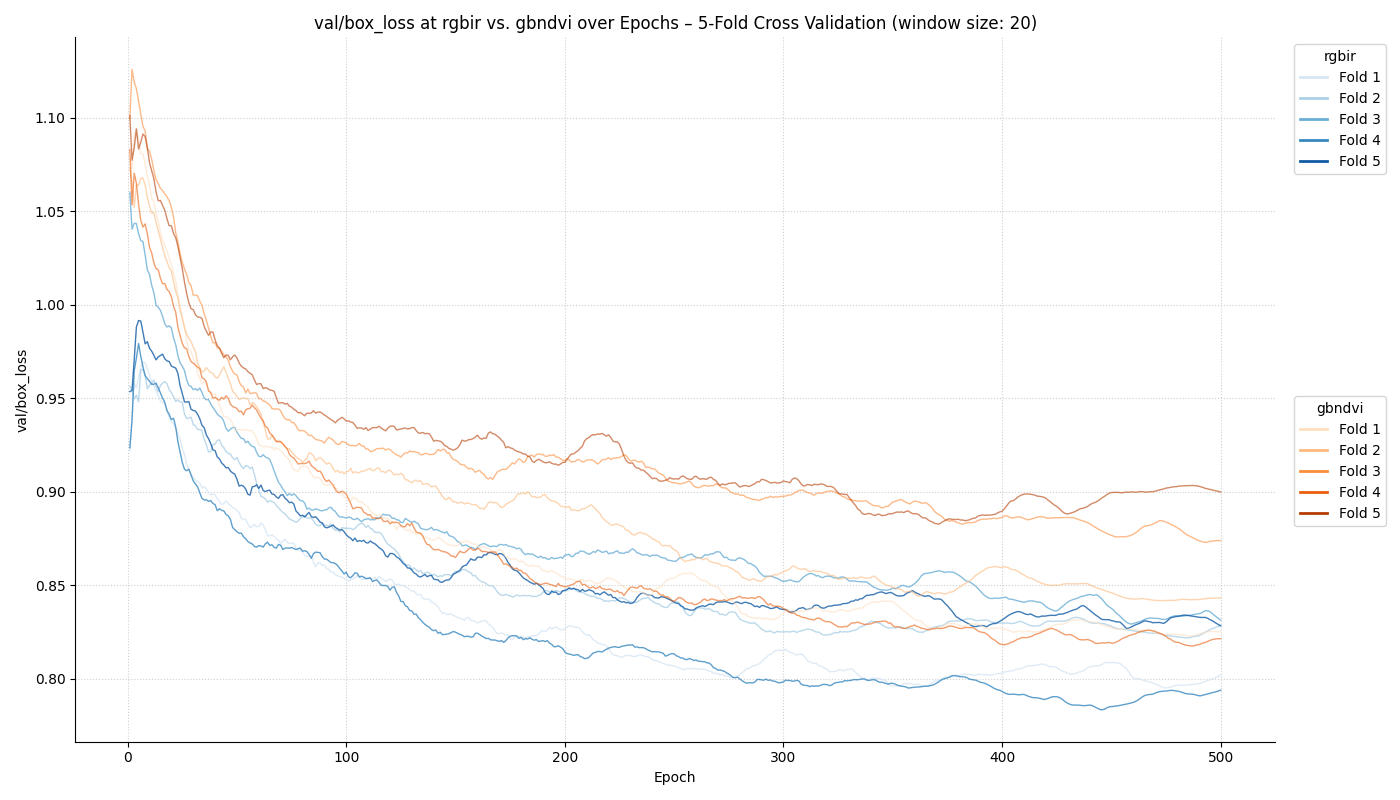 val/box_loss at rgbir vs. gbndvi over Epochs – 5-Fold Cross Validation (window size: 20)
rgbir
Fold 1
Fold 2
Fold 3
Fold 4
Fold 5
gbndvi
Fold 1
Fold 2
Fold 3
Fold 4
Fold 5
val/box_loss
1.10
1.05
1.00
0.95
0.90
0.85
0.80
0
100
200
300
400
500
Epoch